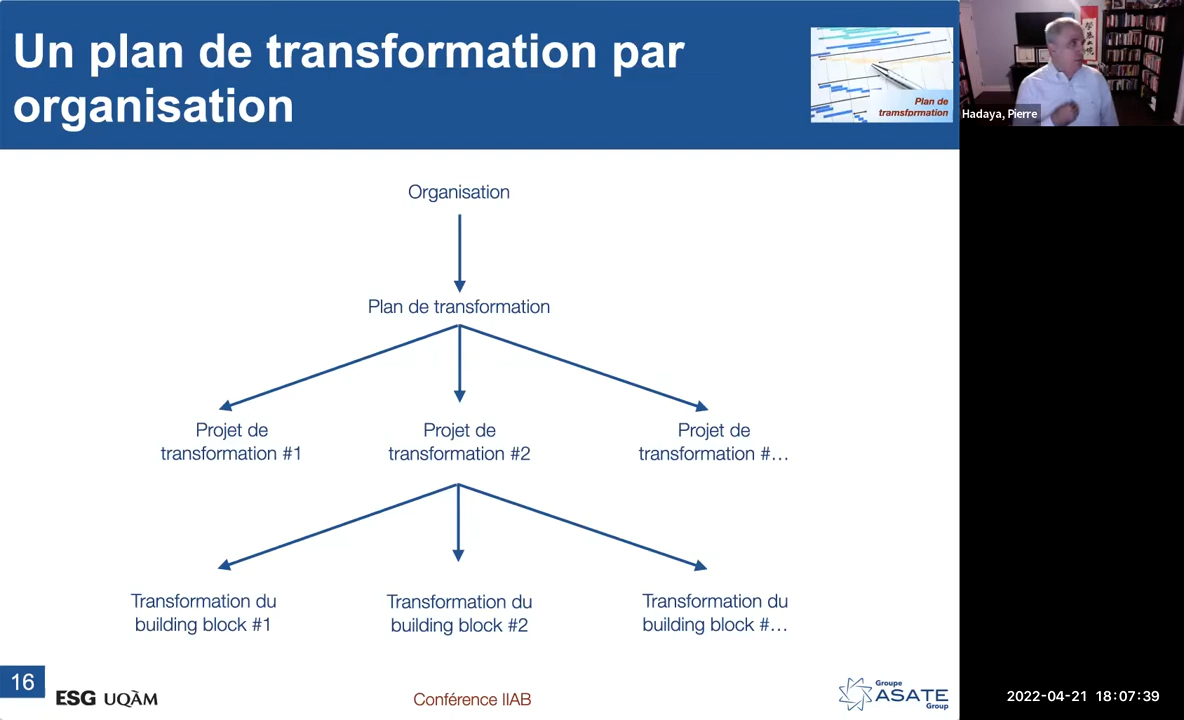 Un plan de transformation par
organisation
Plan de
tramsformation
Hadaya, Pierre
Organisation
Plan de transformation
Projet de
transformation #1
Projet de
transformation #2
Projet de
transformation #...
Transformation du
building block #1
Transformation du
building block #2
Transformation du
building block #...
16
ESG UQÀM
Conférence IIAB
Groupe
ASATE
Group
2022-04-21 18:07:39